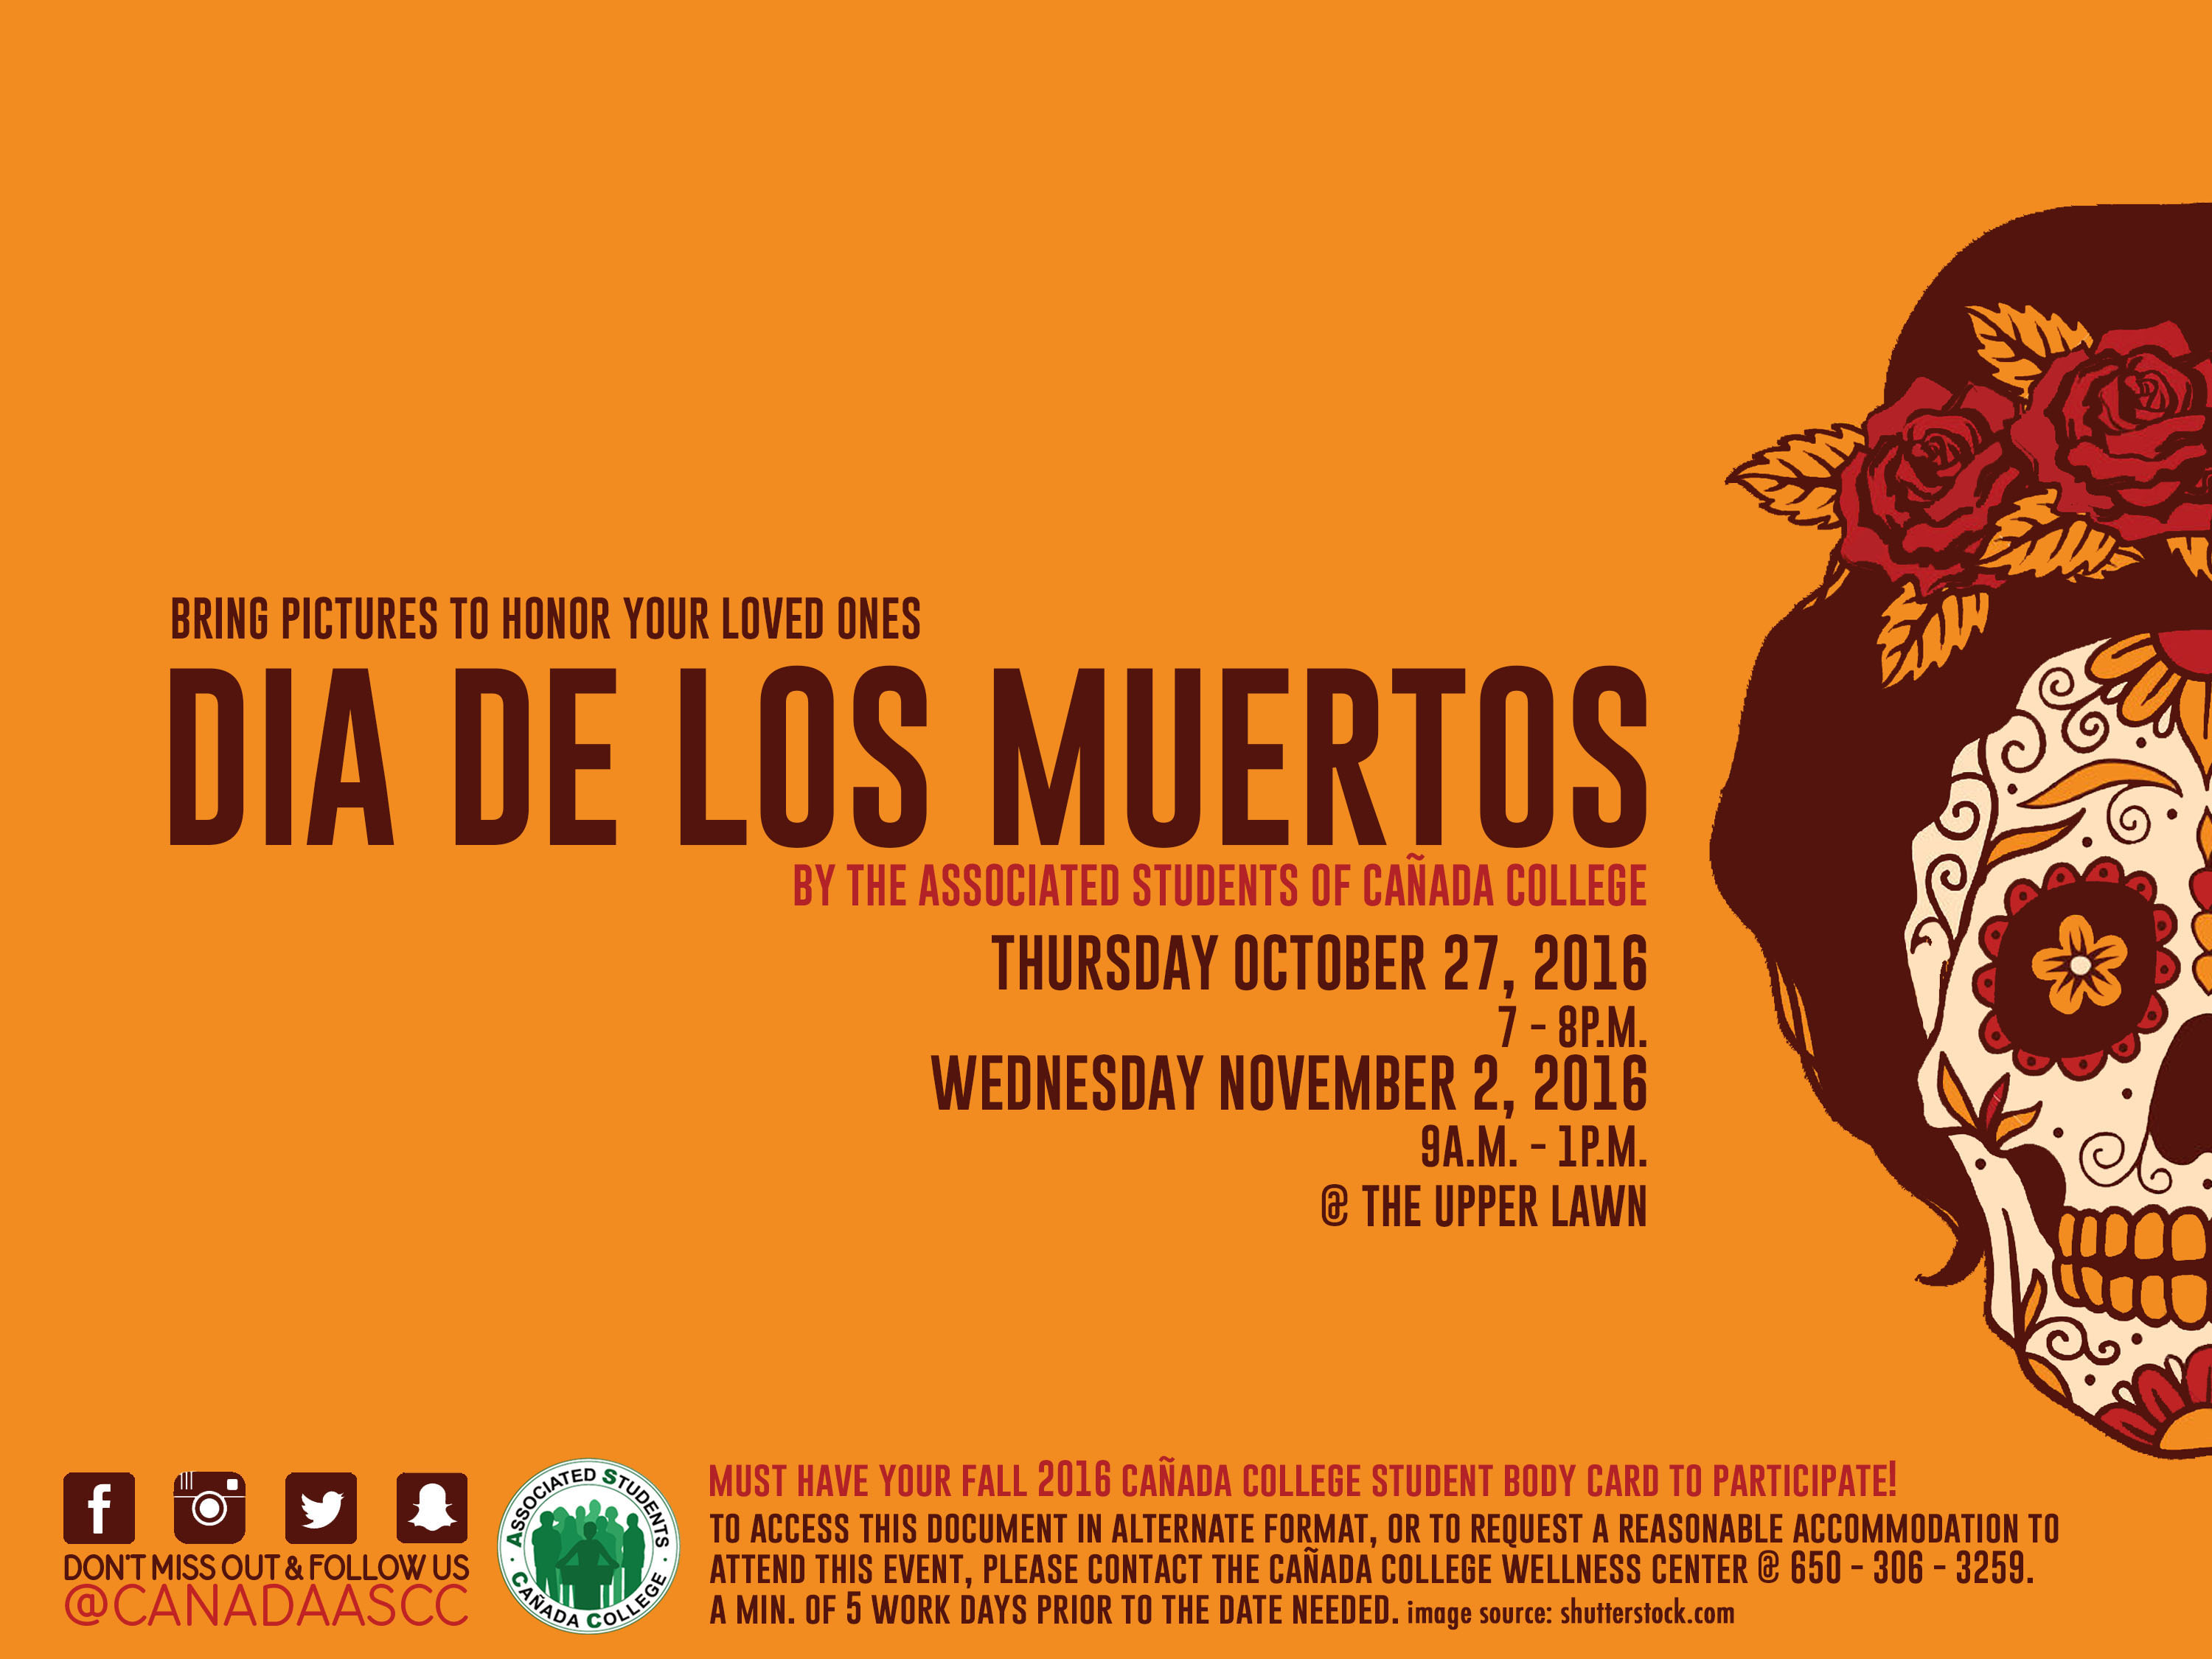 BRING PICTURES TO HONOR YOUR LOVED ONES
DIA DE LOS MUERTOS
BY THE ASSOCIATED STUDENTS OF CAÑADA COLLEGE
THURSDAY OCTOBER 27, 2016
7 - 8P.M.
WEDNESDAY NOVEMBER 2, 2016
9A.M. - 1P.M.
@ THE UPPER LAWN
f
DON'T MISS OUT & FOLLOW US
@CANADAASCC
ASSOCIATED STUDENTS
CAÑADA COLLEGE
MUST HAVE YOUR FALL 2016 CAÑADA COLLEGE STUDENT BODY CARD TO PARTICIPATE!
TO ACCESS THIS DOCUMENT IN ALTERNATE FORMAT, OR TO REQUEST A REASONABLE ACCOMMODATION TO
ATTEND THIS EVENT, PLEASE CONTACT THE CAÑADA COLLEGE WELLNESS CENTER @ 650 - 306 - 3259.
A MIN. OF 5 WORK DAYS PRIOR TO THE DATE NEEDED. image source: shutterstock.com